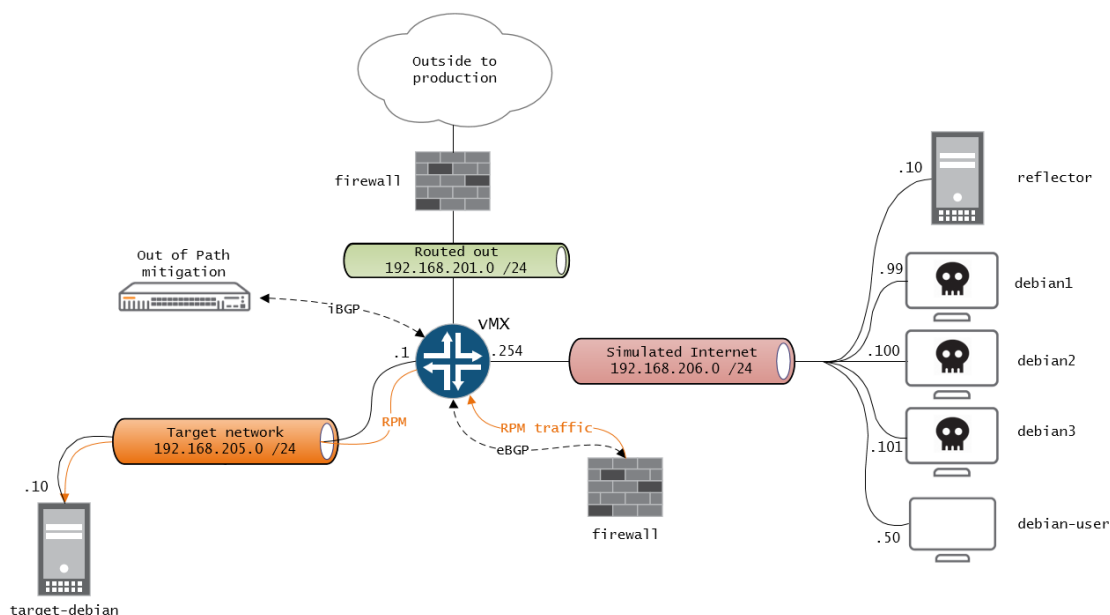 Outside to
production
firewall
Routed out
192.168.201.0 /24
Out of Path
mitigation
iBGP
vMX
.1
.254
Simulated Internet
192.168.206.0 /24
RPM
RPM traffic
eBGP
firewall
Target network
192.168.205.0 /24
.10
target-debian
.10
reflector
.99
debian1
.100
debian2
.101
debian3
.50
debian-user